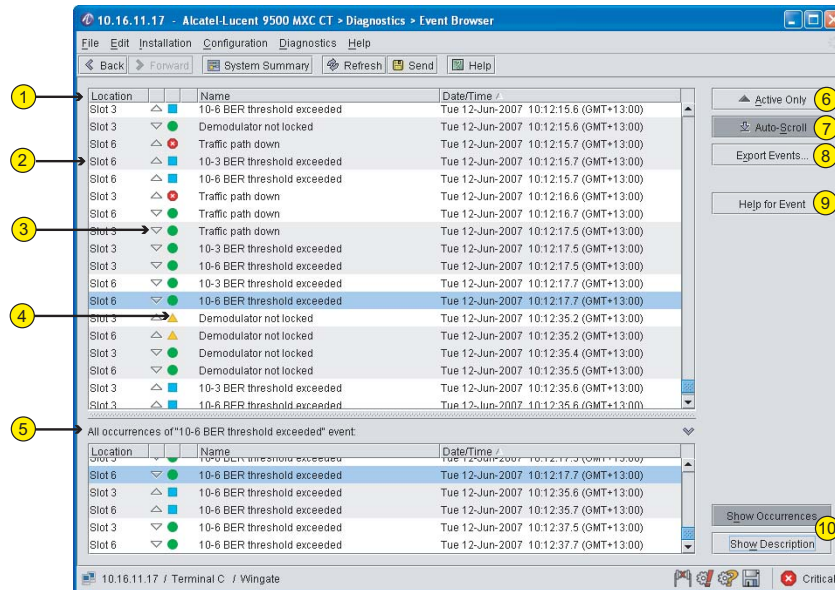 10.16.11.17 - Alcatel-Lucent 9500 MXC CT > Diagnostics > Event Browser
File Edit Installation Configuration Diagnostics Help
Back Forward System Summary Refresh Send Help
1 Location Name Date/Time Active Only 6
Slot 3 10-6 BER threshold exceeded Tue 12-Jun-2007 10:12:15.6 (GMT+13:00)
Slot 3 Demodulator not locked Tue 12-Jun-2007 10:12:15.6 (GMT+13:00) Auto-Scroll 7
Slot 6 Traffic path down Tue 12-Jun-2007 10:12:15.7 (GMT+13:00)
2 Slot 6 10-3 BER threshold exceeded Tue 12-Jun-2007 10:12:15.7 (GMT+13:00) Export Events... 8
Slot 6 10-6 BER threshold exceeded Tue 12-Jun-2007 10:12:15.7 (GMT+13:00)
Slot 3 Traffic path down Tue 12-Jun-2007 10:12:16.6 (GMT+13:00) Help for Event 9
Slot 6 Traffic path down Tue 12-Jun-2007 10:12:16.7 (GMT+13:00)
3 Slot 3 Traffic path down Tue 12-Jun-2007 10:12:17.5 (GMT+13:00)
Slot 3 10-3 BER threshold exceeded Tue 12-Jun-2007 10:12:17.5 (GMT+13:00)
Slot 3 10-6 BER threshold exceeded Tue 12-Jun-2007 10:12:17.5 (GMT+13:00)
Slot 6 10-3 BER threshold exceeded Tue 12-Jun-2007 10:12:17.7 (GMT+13:00)
Slot 6 10-6 BER threshold exceeded Tue 12-Jun-2007 10:12:17.7 (GMT+13:00)
4 Slot 3 Demodulator not locked Tue 12-Jun-2007 10:12:35.2 (GMT+13:00)
Slot 6 Demodulator not locked Tue 12-Jun-2007 10:12:35.2 (GMT+13:00)
Slot 3 Demodulator not locked Tue 12-Jun-2007 10:12:35.4 (GMT+13:00)
Slot 6 Demodulator not locked Tue 12-Jun-2007 10:12:35.5 (GMT+13:00)
Slot 3 10-3 BER threshold exceeded Tue 12-Jun-2007 10:12:35.6 (GMT+13:00)
Slot 3 10-6 BER threshold exceeded Tue 12-Jun-2007 10:12:35.6 (GMT+13:00)
5 All occurrences of "10-6 BER threshold exceeded" event:
Location Name Date/Time
Slot 3 10-6 BER threshold exceeded Tue 12-Jun-2007 10:12:17.5 (GMT+13:00)
Slot 6 10-6 BER threshold exceeded Tue 12-Jun-2007 10:12:17.7 (GMT+13:00)
Slot 3 10-6 BER threshold exceeded Tue 12-Jun-2007 10:12:35.6 (GMT+13:00)
Slot 6 10-6 BER threshold exceeded Tue 12-Jun-2007 10:12:35.7 (GMT+13:00) Show Occurrences
Slot 3 10-6 BER threshold exceeded Tue 12-Jun-2007 10:12:37.5 (GMT+13:00) 10
Slot 6 10-6 BER threshold exceeded Tue 12-Jun-2007 10:12:37.7 (GMT+13:00) Show Description
10.16.11.17 / Terminal C / Wingate Critical